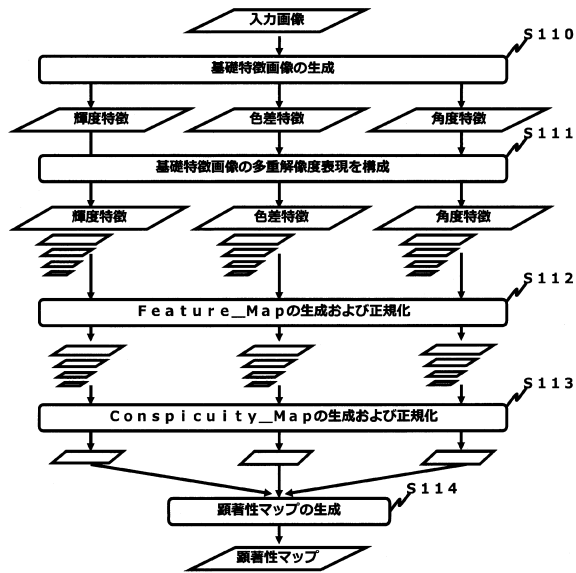 入力画像
S110
基礎特徴画像の生成
輝度特徴 色差特徴 角度特徴
S111
基礎特徴画像の多重解像度表現を構成
輝度特徴 色差特徴 角度特徴
S112
Feature_Mapの生成および正規化
S113
Conspicuity_Mapの生成および正規化
S114
顕著性マップの生成
顕著性マップ